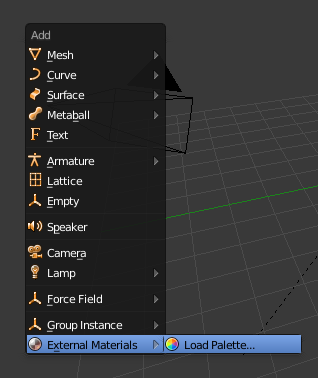 Add
Mesh
Curve
Surface
Metaball
Text
Armature
Lattice
Empty
Speaker
Camera
Lamp
Force Field
Group Instance
External Materials
Load Palette...